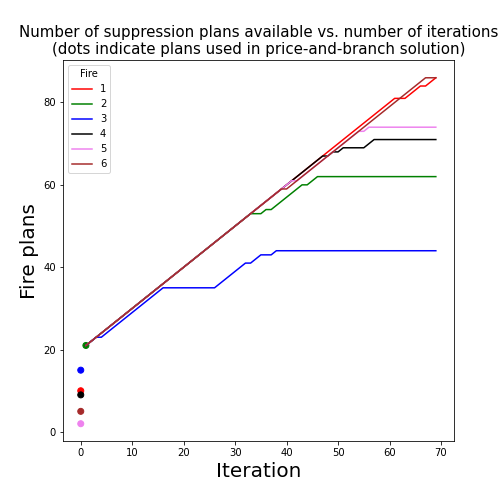 Number of suppression plans available vs. number of iterations
(dots indicate plans used in price-and-branch solution)
Fire
1
2
3
4
5
6
Fire plans
80
60
40
20
0
0 10 20 30 40 50 60 70
Iteration